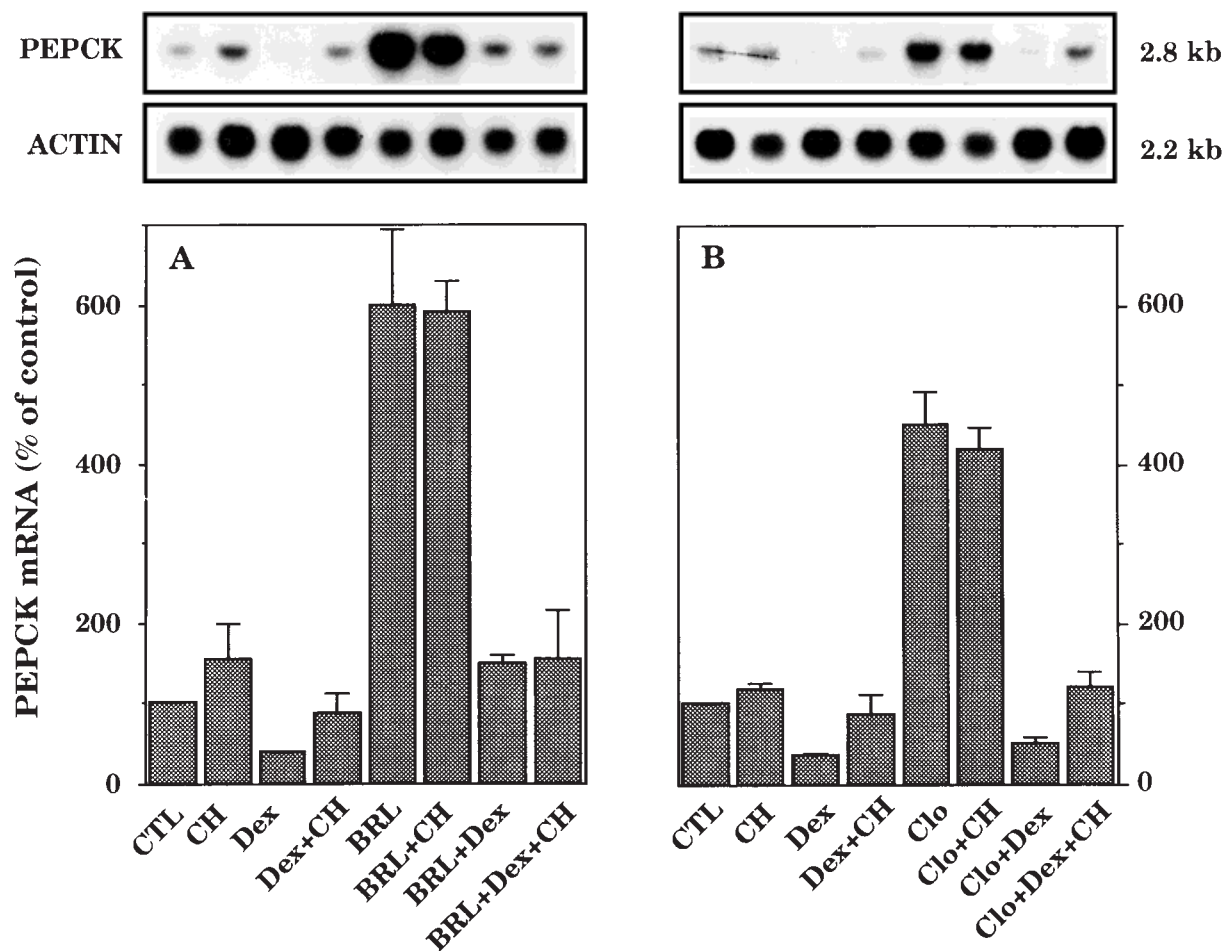 PEPCK
2.8 kb
ACTIN
2.2 kb
PEPCK mRNA (% of control)
A
600
400
200
0
CTL
CH
Dex
Dex+CH
BRL
BRL+CH
BRL+Dex
BRL+Dex+CH
B
600
400
200
0
CTL
CH
Dex
Dex+CH
Clo
Clo+CH
Clo+Dex
Clo+Dex+CH